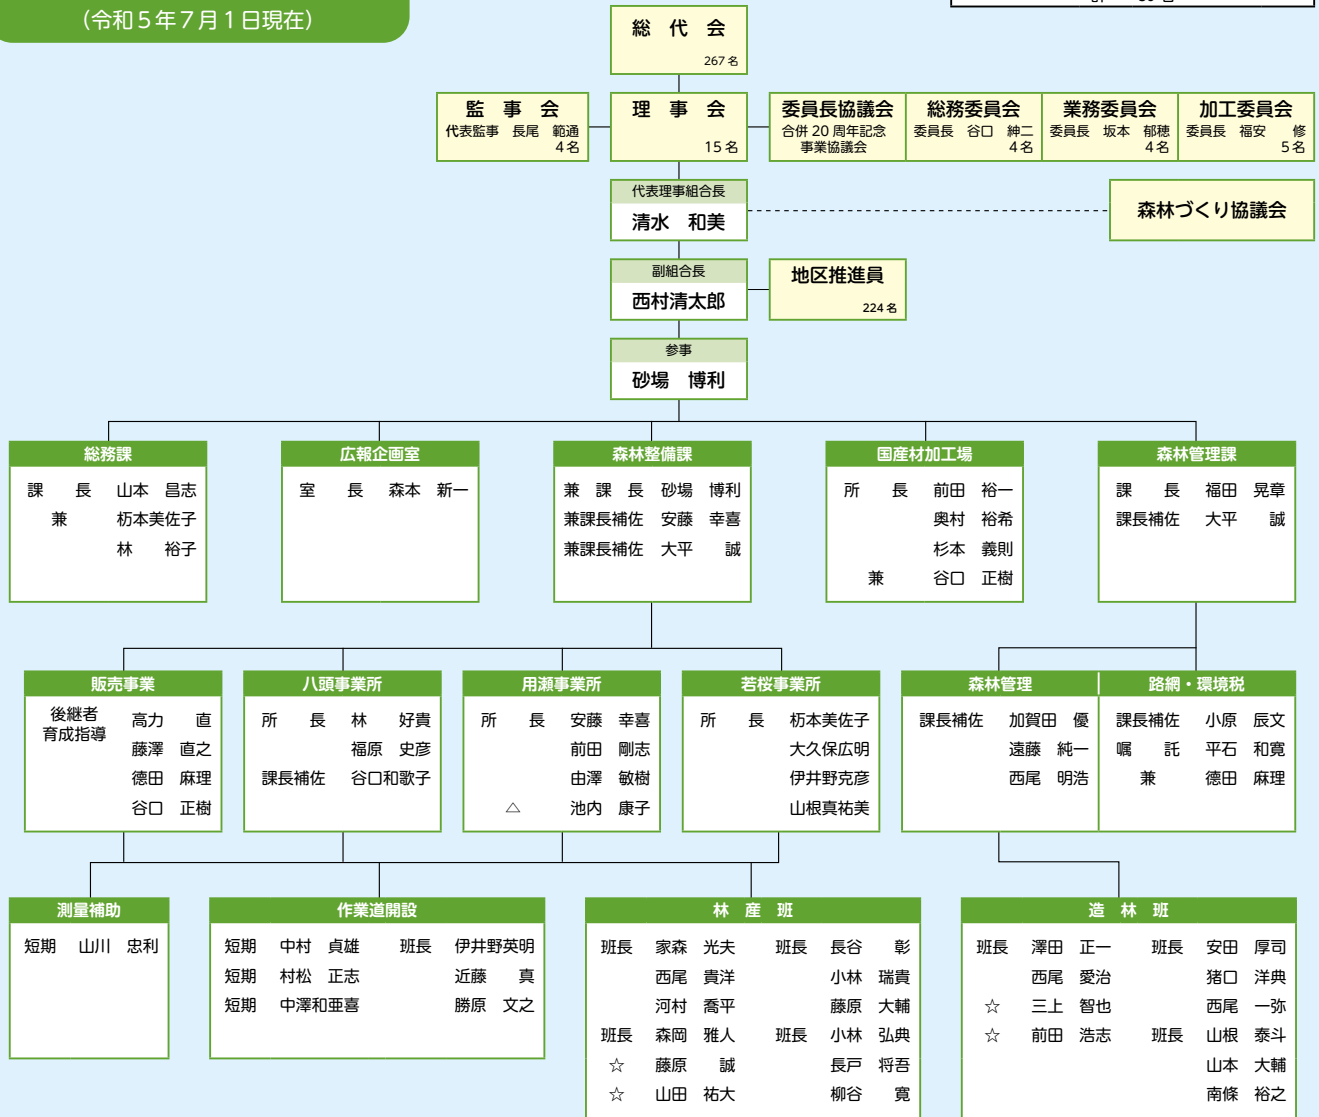 (令和5年7月1日現在)
総代会
267名
監事会
代表監事 長尾 範通
4名
理事会
15名
委員長協議会
合併20周年記念
事業協議会
総務委員会
委員長 谷口 紳二
4名
業務委員会
委員長 坂本 郁穂
4名
加工委員会
委員長 福安 修
5名
代表理事組合長
清水 和美
森林づくり協議会
副組合長
西村清太郎
地区推進員
224名
参事
砂場 博利
総務課
課長 山本 昌志
兼 杤本美佐子
林 裕子
広報企画室
室長 森本 新一
森林整備課
兼課長 砂場 博利
兼課長補佐 安藤 幸喜
兼課長補佐 大平 誠
国産材加工場
所長 前田 裕一
奥村 裕希
杉本 義則
兼 谷口 正樹
森林管理課
課長 福田 晃章
課長補佐 大平 誠
販売事業
後継者
育成指導 高力 直
藤澤 直之
德田 麻理
谷口 正樹
八頭事業所
所長 林 好貴
福原 史彦
課長補佐 谷口和歌子
用瀬事業所
所長 安藤 幸喜
前田 剛志
由澤 敏樹
△ 池内 康子
若桜事業所
所長 杤本美佐子
大久保広明
伊井野克彦
山根真祐美
森林管理
課長補佐 加賀田 優
遠藤 純一
西尾 明浩
路網・環境税
課長補佐 小原 辰文
嘱託 平石 和寛
兼 德田 麻理
測量補助
短期 山川 忠利
作業道開設
短期 中村 貞雄 班長 伊井野英明
短期 村松 正志 近藤 真
短期 中澤和亜喜 勝原 文之
林産班
班長 家森 光夫 班長 長谷 彰
西尾 貴洋 小林 瑞貴
河村 喬平 藤原 大輔
班長 森岡 雅人 班長 小林 弘典
☆ 藤原 誠 長戸 将吾
☆ 山田 祐大 柳谷 寛
造林班
班長 澤田 正一 班長 安田 厚司
西尾 愛治 猪口 洋典
☆ 三上 智也 西尾 一弥
☆ 前田 浩志 班長 山根 泰斗
山本 大輔
南條 裕之